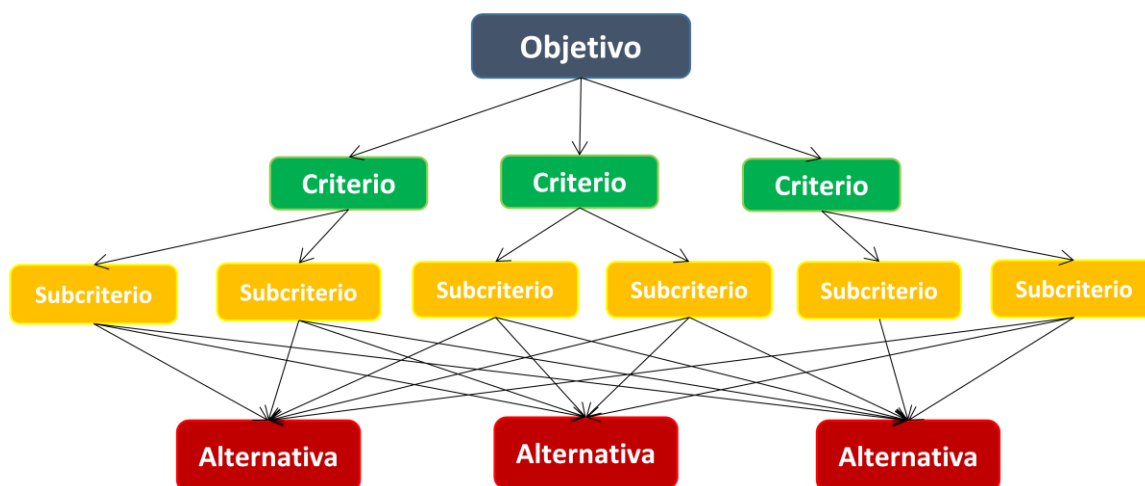 Objetivo
Criterio
Criterio
Criterio
Subcriterio
Subcriterio
Subcriterio
Subcriterio
Subcriterio
Subcriterio
Alternativa
Alternativa
Alternativa